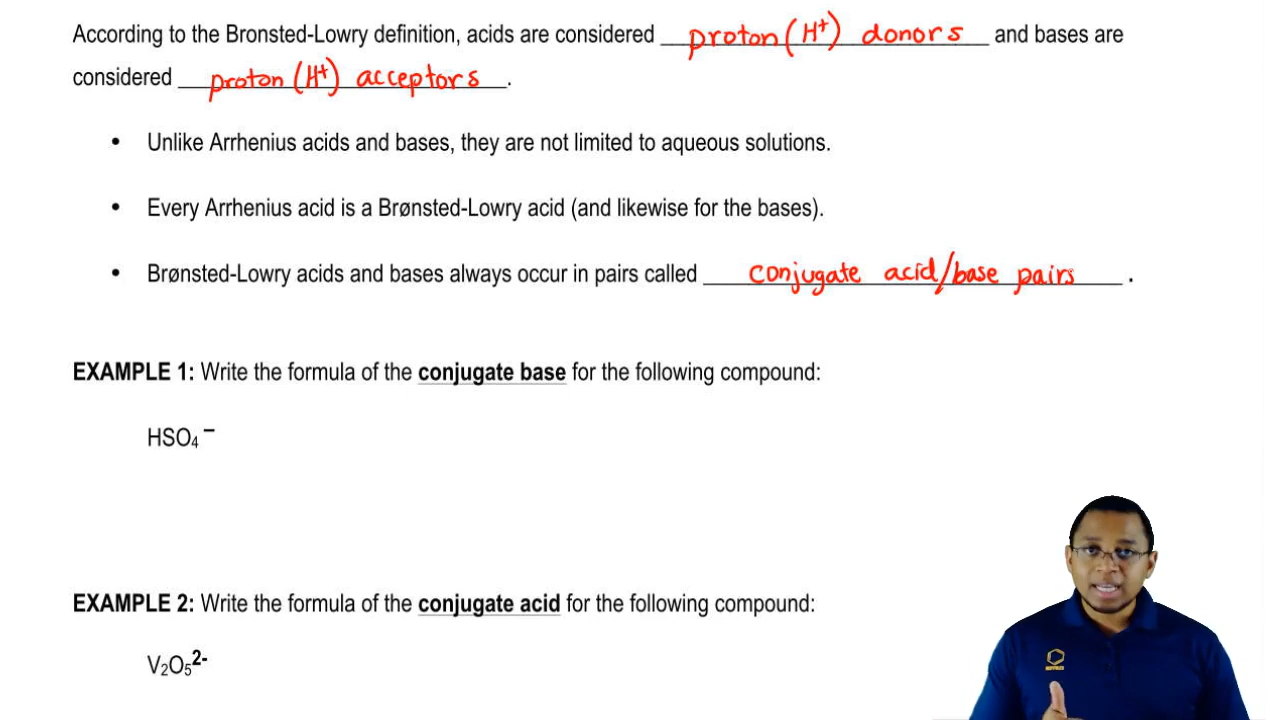 According to the Bronsted-Lowry definition, acids are considered proton (H⁺) donors and bases are
considered proton (H⁺) acceptors.
• Unlike Arrhenius acids and bases, they are not limited to aqueous solutions.
• Every Arrhenius acid is a Brønsted-Lowry acid (and likewise for the bases).
• Brønsted-Lowry acids and bases always occur in pairs called conjugate acid/base pairs.
EXAMPLE 1: Write the formula of the conjugate base for the following compound:
HSO₄⁻
EXAMPLE 2: Write the formula of the conjugate acid for the following compound:
V₂O₅²⁻